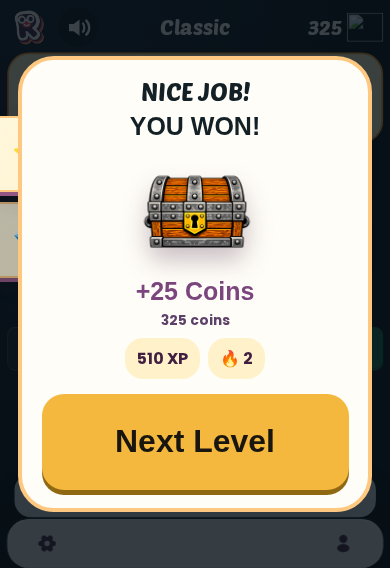 Classic
325
NICE JOB!
YOU WON!
+25 Coins
325 coins
510 XP
🔥 2
Next Level